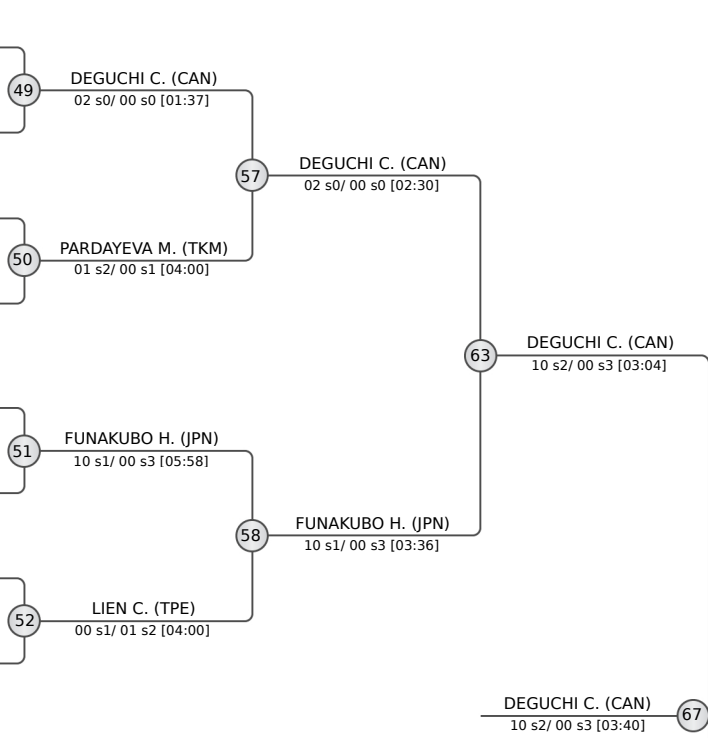 DEGUCHI C. (CAN)
49
02 s0/ 00 s0 [01:37]
DEGUCHI C. (CAN)
57
02 s0/ 00 s0 [02:30]
PARDAYEVA M. (TKM)
50
01 s2/ 00 s1 [04:00]
DEGUCHI C. (CAN)
63
10 s2/ 00 s3 [03:04]
FUNAKUBO H. (JPN)
51
10 s1/ 00 s3 [05:58]
FUNAKUBO H. (JPN)
58
10 s1/ 00 s3 [03:36]
LIEN C. (TPE)
52
00 s1/ 01 s2 [04:00]
DEGUCHI C. (CAN)
67
10 s2/ 00 s3 [03:40]